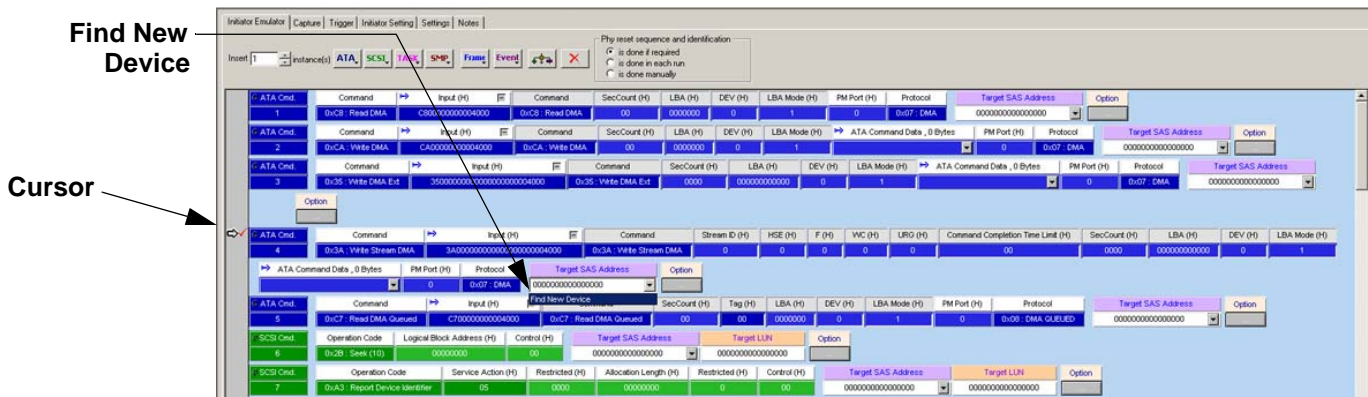 Initiator Emulator Capture Trigger Initiator Setting Settings Notes
Find New Device
Insert 1 instance(s) ATA SCSI TASK SMP Frame Event
Phy reset sequence and identification
is done if required
is done in each run
is done manually
ATA Cmd. Command Input (H) Command SecCount (H) LBA (H) DEV (H) LBA Mode (H) PM Port (H) Protocol Target SAS Address Option
1 0xC8 : Read DMA C800000000004000 0xC8 : Read DMA 00 0000000 0 1 0 0x07 : DMA 0000000000000000
ATA Cmd. Command Input (H) Command SecCount (H) LBA (H) DEV (H) LBA Mode (H) ATA Command Data , 0 Bytes PM Port (H) Protocol Target SAS Address Option
2 0xCA : Write DMA CA00000000004000 0xCA : Write DMA 00 0000000 0 1 0 0x07 : DMA 0000000000000000
ATA Cmd. Command Input (H) Command SecCount (H) LBA (H) DEV (H) LBA Mode (H) ATA Command Data , 0 Bytes PM Port (H) Protocol Target SAS Address
3 0x35 : Write DMA Ext 0x35 : Write DMA Ext 0000 000000000000 0 1 0 0x07 : DMA 0000000000000000
Cursor
Option
ATA Cmd. Command Input (H) Command Stream ID (H) HSE (H) F (H) WC (H) URG (H) Command Completion Time Limit (H) SecCount (H) LBA (H) DEV (H) LBA Mode (H)
4 0x3A : Write Stream DMA 0x3A : Write Stream DMA 0 0 0 0 0 00 0000 000000000000 0 1
ATA Command Data , 0 Bytes PM Port (H) Protocol Target SAS Address Option
0 0x07 : DMA 0000000000000000
Find New Device
ATA Cmd. Command Input (H) SecCount (H) Tag (H) LBA (H) DEV (H) LBA Mode (H) PM Port (H) Protocol Target SAS Address Option
5 0xC7 : Read DMA Queued C700000000004000 0xC7 : Read DMA Queued 00 00 0000000 0 1 0 0x08 : DMA QUEUED 0000000000000000
SCSI Cmd. Operation Code Logical Block Address (H) Control (H) Target SAS Address Target LUN Option
6 0x2B : Seek (10) 00000000 00 0000000000000000 0000000000000000
SCSI Cmd. Operation Code Service Action (H) Restricted (H) Allocation Length (H) Restricted (H) Control (H) Target SAS Address Target LUN Option
7 0xA3 : Report Device Identifier 05 0000 00000000 0 00 0000000000000000 0000000000000000